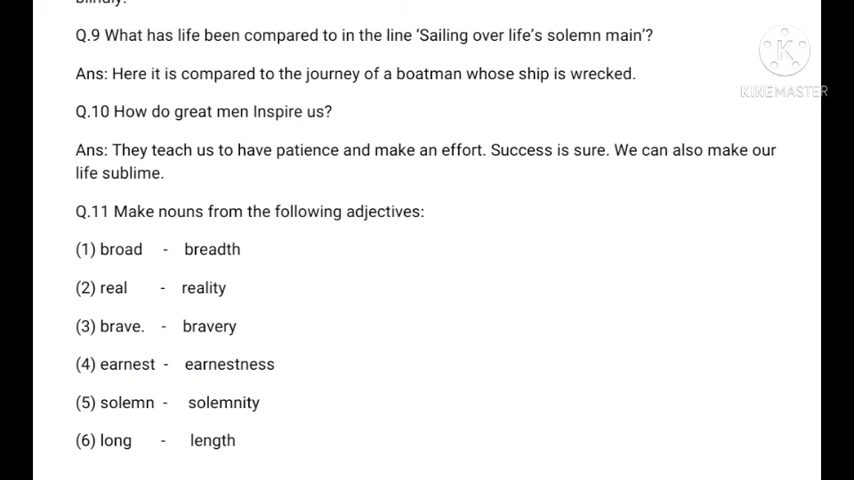 blindly.
Q.9 What has life been compared to in the line ‘Sailing over life’s solemn main’?
KINEMASTER
Ans: Here it is compared to the journey of a boatman whose ship is wrecked.
Q.10 How do great men Inspire us?
Ans: They teach us to have patience and make an effort. Success is sure. We can also make our
life sublime.
Q.11 Make nouns from the following adjectives:
(1) broad - breadth
(2) real - reality
(3) brave. - bravery
(4) earnest - earnestness
(5) solemn - solemnity
(6) long - length